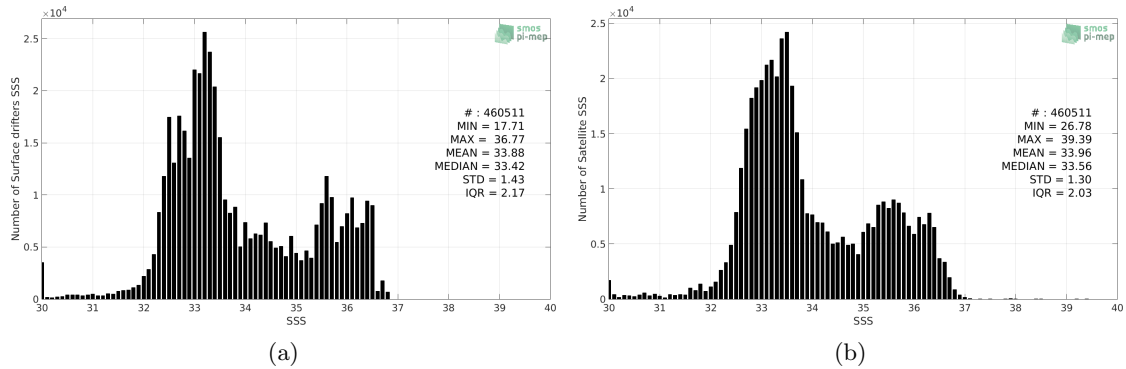 ×10⁴
smos
pi-mep
2.5
2
1.5
1
0.5
0
Number of Surface drifters SSS
# : 460511
MIN = 17.71
MAX = 36.77
MEAN = 33.88
MEDIAN = 33.42
STD = 1.43
IQR = 2.17
30 31 32 33 34 35 36 37 38 39 40
SSS
(a)
×10⁴
smos
pi-mep
2.5
2
1.5
1
0.5
0
Number of Satellite SSS
# : 460511
MIN = 26.78
MAX = 39.39
MEAN = 33.96
MEDIAN = 33.56
STD = 1.30
IQR = 2.03
30 31 32 33 34 35 36 37 38 39 40
SSS
(b)